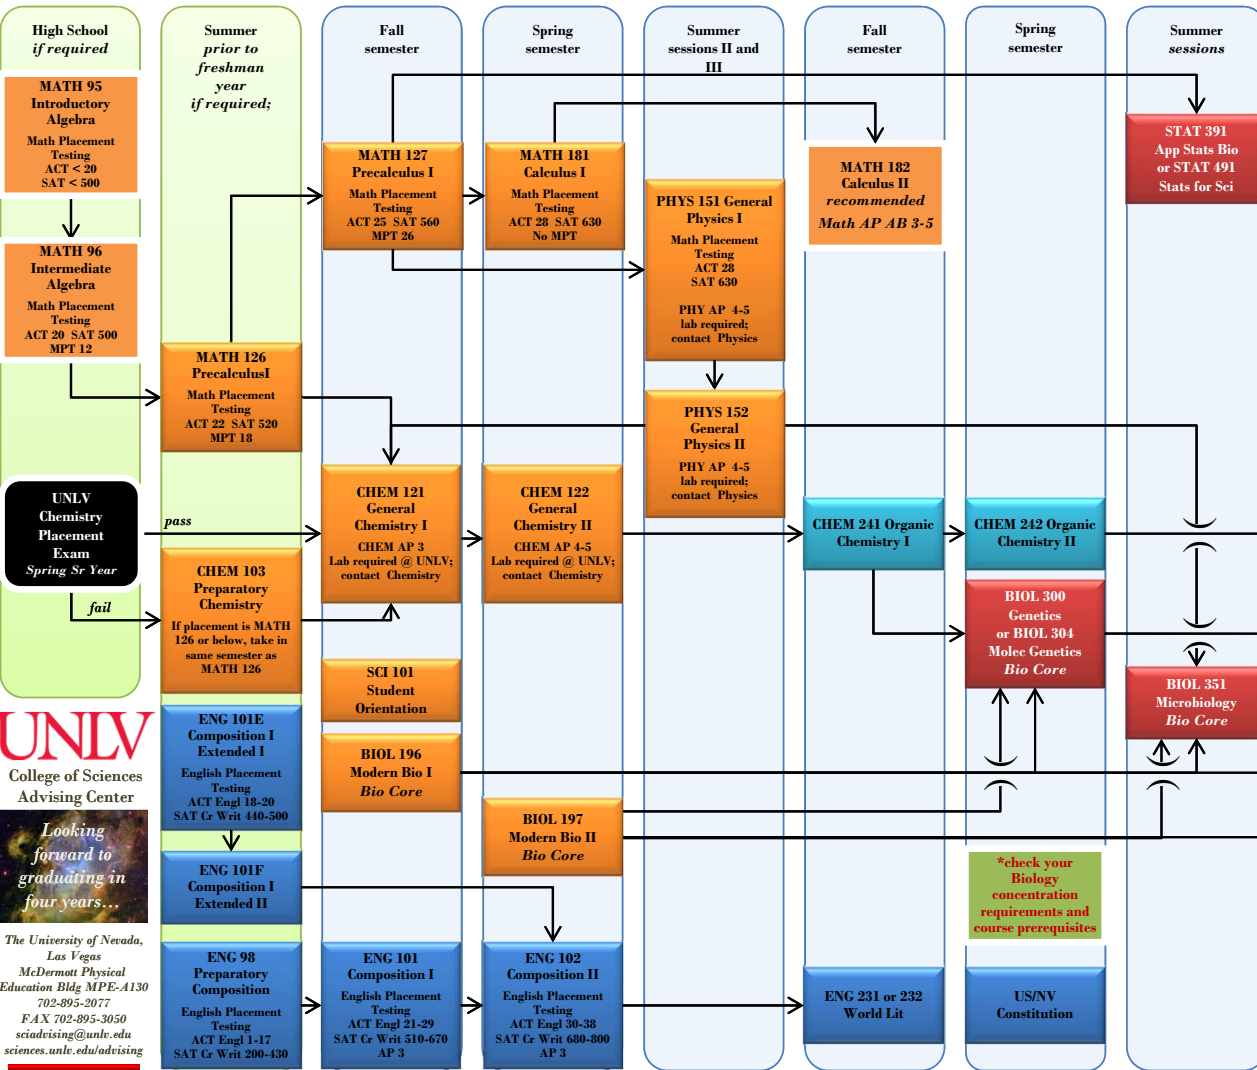 High School
if required
MATH 95
Introductory
Algebra
Math Placement
Testing
ACT < 20
SAT < 500
MATH 96
Intermediate
Algebra
Math Placement
Testing
ACT 20 SAT 500
MPT 12
UNLV
Chemistry
Placement
Exam
Spring Sr Year
pass
fail
UNLV
College of Sciences
Advising Center
Looking
forward to
graduating in
four years…
The University of Nevada,
Las Vegas
McDermott Physical
Education Bldg MPE-A130
702-895-2077
FAX 702-895-3050
sciadvising@unlv.edu
sciences.unlv.edu/advising
Summer
prior to
freshman
year
if required;
MATH 126
PrecalculusI
Math Placement
Testing
ACT 22 SAT 520
MPT 18
CHEM 103
Preparatory
Chemistry
If placement is MATH
126 or below, take in
same semester as
MATH 126
ENG 101E
Composition I
Extended I
English Placement
Testing
ACT Engl 18-20
SAT Cr Writ 440-500
ENG 101F
Composition I
Extended II
ENG 98
Preparatory
Composition
English Placement
Testing
ACT Engl 1-17
SAT Cr Writ 200-430
Fall
semester
MATH 127
Precalculus I
Math Placement
Testing
ACT 25 SAT 560
MPT 26
CHEM 121
General
Chemistry I
CHEM AP 3
Lab required @ UNLV;
contact Chemistry
SCI 101
Student
Orientation
BIOL 196
Modern Bio I
Bio Core
ENG 101
Composition I
English Placement
Testing
ACT Engl 21-29
SAT Cr Writ 510-670
AP 3
Spring
semester
MATH 181
Calculus I
Math Placement
Testing
ACT 28 SAT 630
No MPT
CHEM 122
General
Chemistry II
CHEM AP 4-5
Lab required @ UNLV;
contact Chemistry
BIOL 197
Modern Bio II
Bio Core
ENG 102
Composition II
English Placement
Testing
ACT Engl 30-38
SAT Cr Writ 680-800
AP 3
Summer
sessions II and
III
PHYS 151 General
Physics I
Math Placement
Testing
ACT 28
SAT 630
PHY AP 4-5
lab required;
contact Physics
PHYS 152
General
Physics II
PHY AP 4-5
lab required;
contact Physics
Fall
semester
MATH 182
Calculus II
recommended
Math AP AB 3-5
CHEM 241 Organic
Chemistry I
ENG 231 or 232
World Lit
Spring
semester
CHEM 242 Organic
Chemistry II
BIOL 300
Genetics
or BIOL 304
Molec Genetics
Bio Core
*check your
Biology
concentration
requirements and
course prerequisites
US/NV
Constitution
Summer
sessions
STAT 391
App Stats Bio
or STAT 491
Stats for Sci
BIOL 351
Microbiology
Bio Core